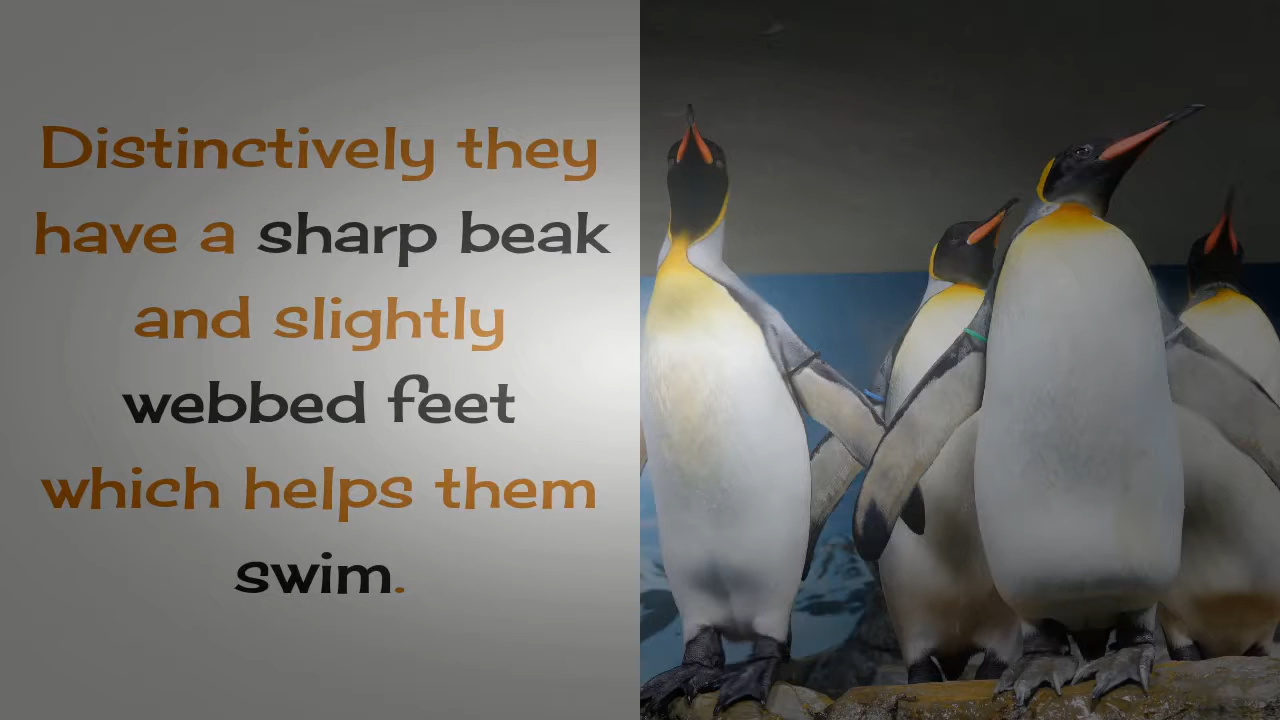 Distinctively they
have a sharp beak
and slightly
webbed feet
which helps them
swim.